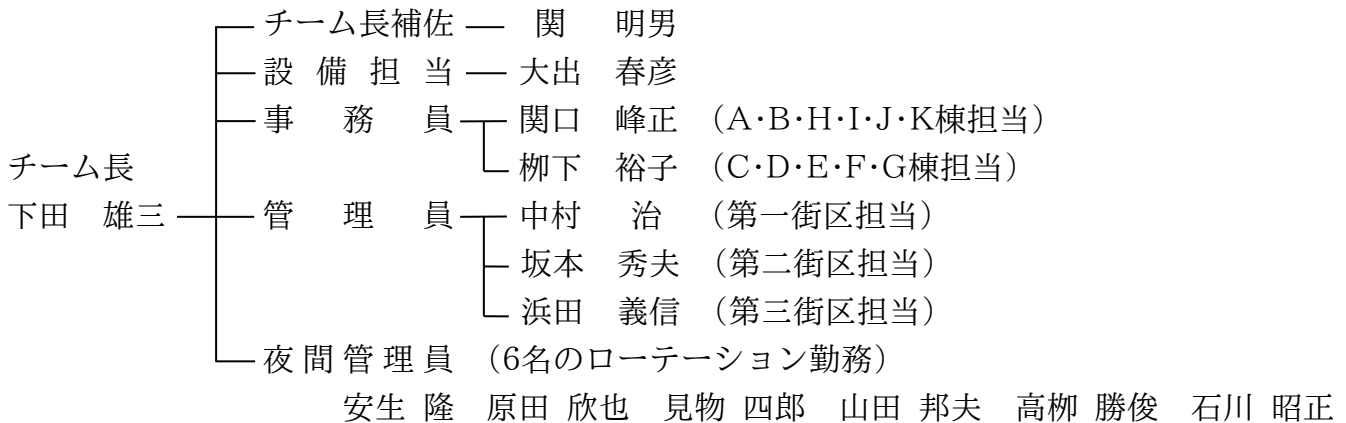 チーム長補佐 関 明男
設備担当 大出 春彦
事務員 関口 峰正 （A･B･H･I･J･K棟担当）
チーム長
栁下 裕子 （C･D･E･F･G棟担当）
下田 雄三 管理員 中村 治 （第一街区担当）
坂本 秀夫 （第二街区担当）
浜田 義信 （第三街区担当）
夜間管理員 （6名のローテーション勤務）
安生 隆 原田 欣也 見物 四郎 山田 邦夫 高栁 勝俊 石川 昭正